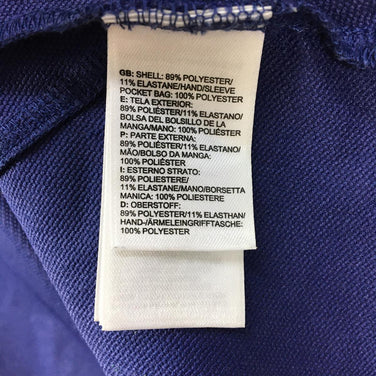 GB: SHELL: 89% POLYESTER/
11% ELASTANE/HAND/SLEEVE
POCKET BAG: 100% POLYESTER
E: TELA EXTERIOR:
89% POLIÉSTER/11% ELASTANO/
BOLSA DEL BOLSILLO DE LA
MANGA/MANO: 100% POLIÉSTER
P: PARTE EXTERNA:
89% POLIÉSTER/11% ELASTANO/
MÃO/BOLSO DA MANGA:
100% POLIÉSTER
I: ESTERNO STRATO:
89% POLIESTERE/
11% ELASTANE/MANO/BORSETTA
MANICA: 100% POLIESTERE
D: OBERSTOFF:
89% POLYESTER/11% ELASTHAN/
HAND-/ÄRMELEINGRIFFTASCHE:
100% POLYESTER